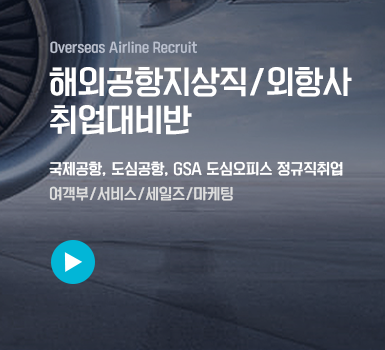 Overseas Airline Recruit
해외공항지상직/외항사
취업대비반
국제공항, 도심공항, GSA 도심오피스 정규직취업
여객부/서비스/세일즈/마케팅